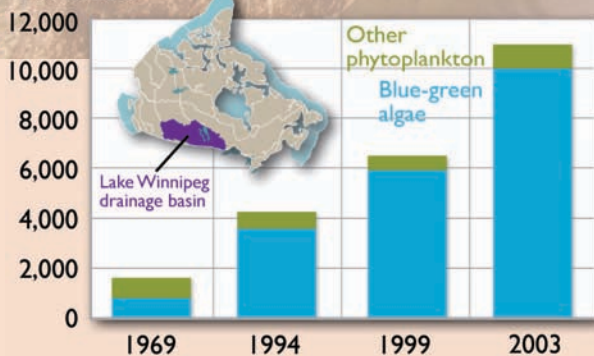 12,000
10,000
8,000
6,000
4,000
2,000
0
Other
phytoplankton
Blue-green
algae
Lake Winnipeg
drainage basin
1969
1994
1999
2003